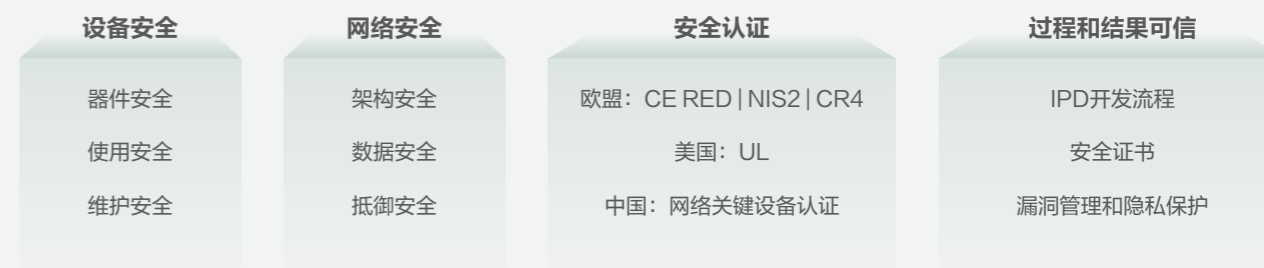 设备安全
器件安全
使用安全
维护安全
网络安全
架构安全
数据安全
抵御安全
安全认证
欧盟：CE RED | NIS2 | CR4
美国：UL
中国：网络关键设备认证
过程和结果可信
IPD开发流程
安全证书
漏洞管理和隐私保护